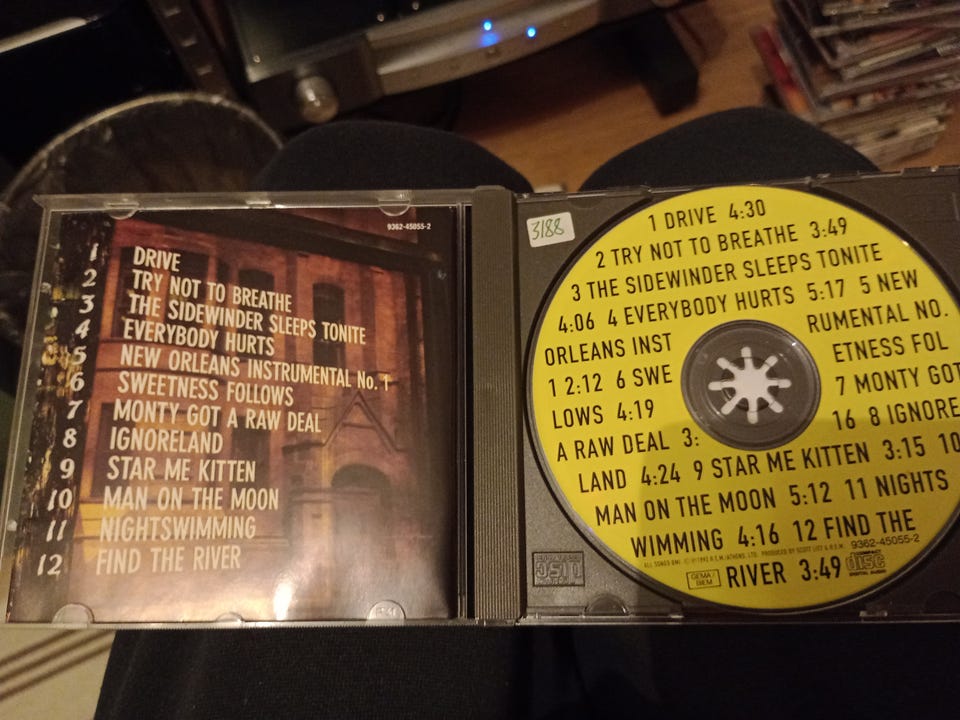 9362-45055-2
1 DRIVE
2 TRY NOT TO BREATHE
3 THE SIDEWINDER SLEEPS TONITE
4 EVERYBODY HURTS
5 NEW ORLEANS INSTRUMENTAL No. 1
6 SWEETNESS FOLLOWS
7 MONTY GOT A RAW DEAL
8 IGNORELAND
9 STAR ME KITTEN
10 MAN ON THE MOON
11 NIGHTSWIMMING
12 FIND THE RIVER
3188
1 DRIVE 4:30
2 TRY NOT TO BREATHE 3:49
3 THE SIDEWINDER SLEEPS TONITE
4:06 4 EVERYBODY HURTS 5:17 5 NEW
ORLEANS INST RUMENTAL NO.
1 2:12 6 SWE ETNESS FOL
LOWS 4:19 7 MONTY GOT
A RAW DEAL 3: 16 8 IGNORE
LAND 4:24 9 STAR ME KITTEN 3:15 10
MAN ON THE MOON 5:12 11 NIGHTS
WIMMING 4:16 12 FIND THE
9362-45055-2
RIVER 3:49
GEMA/
BIEM
COMPACT
disc
DIGITAL AUDIO